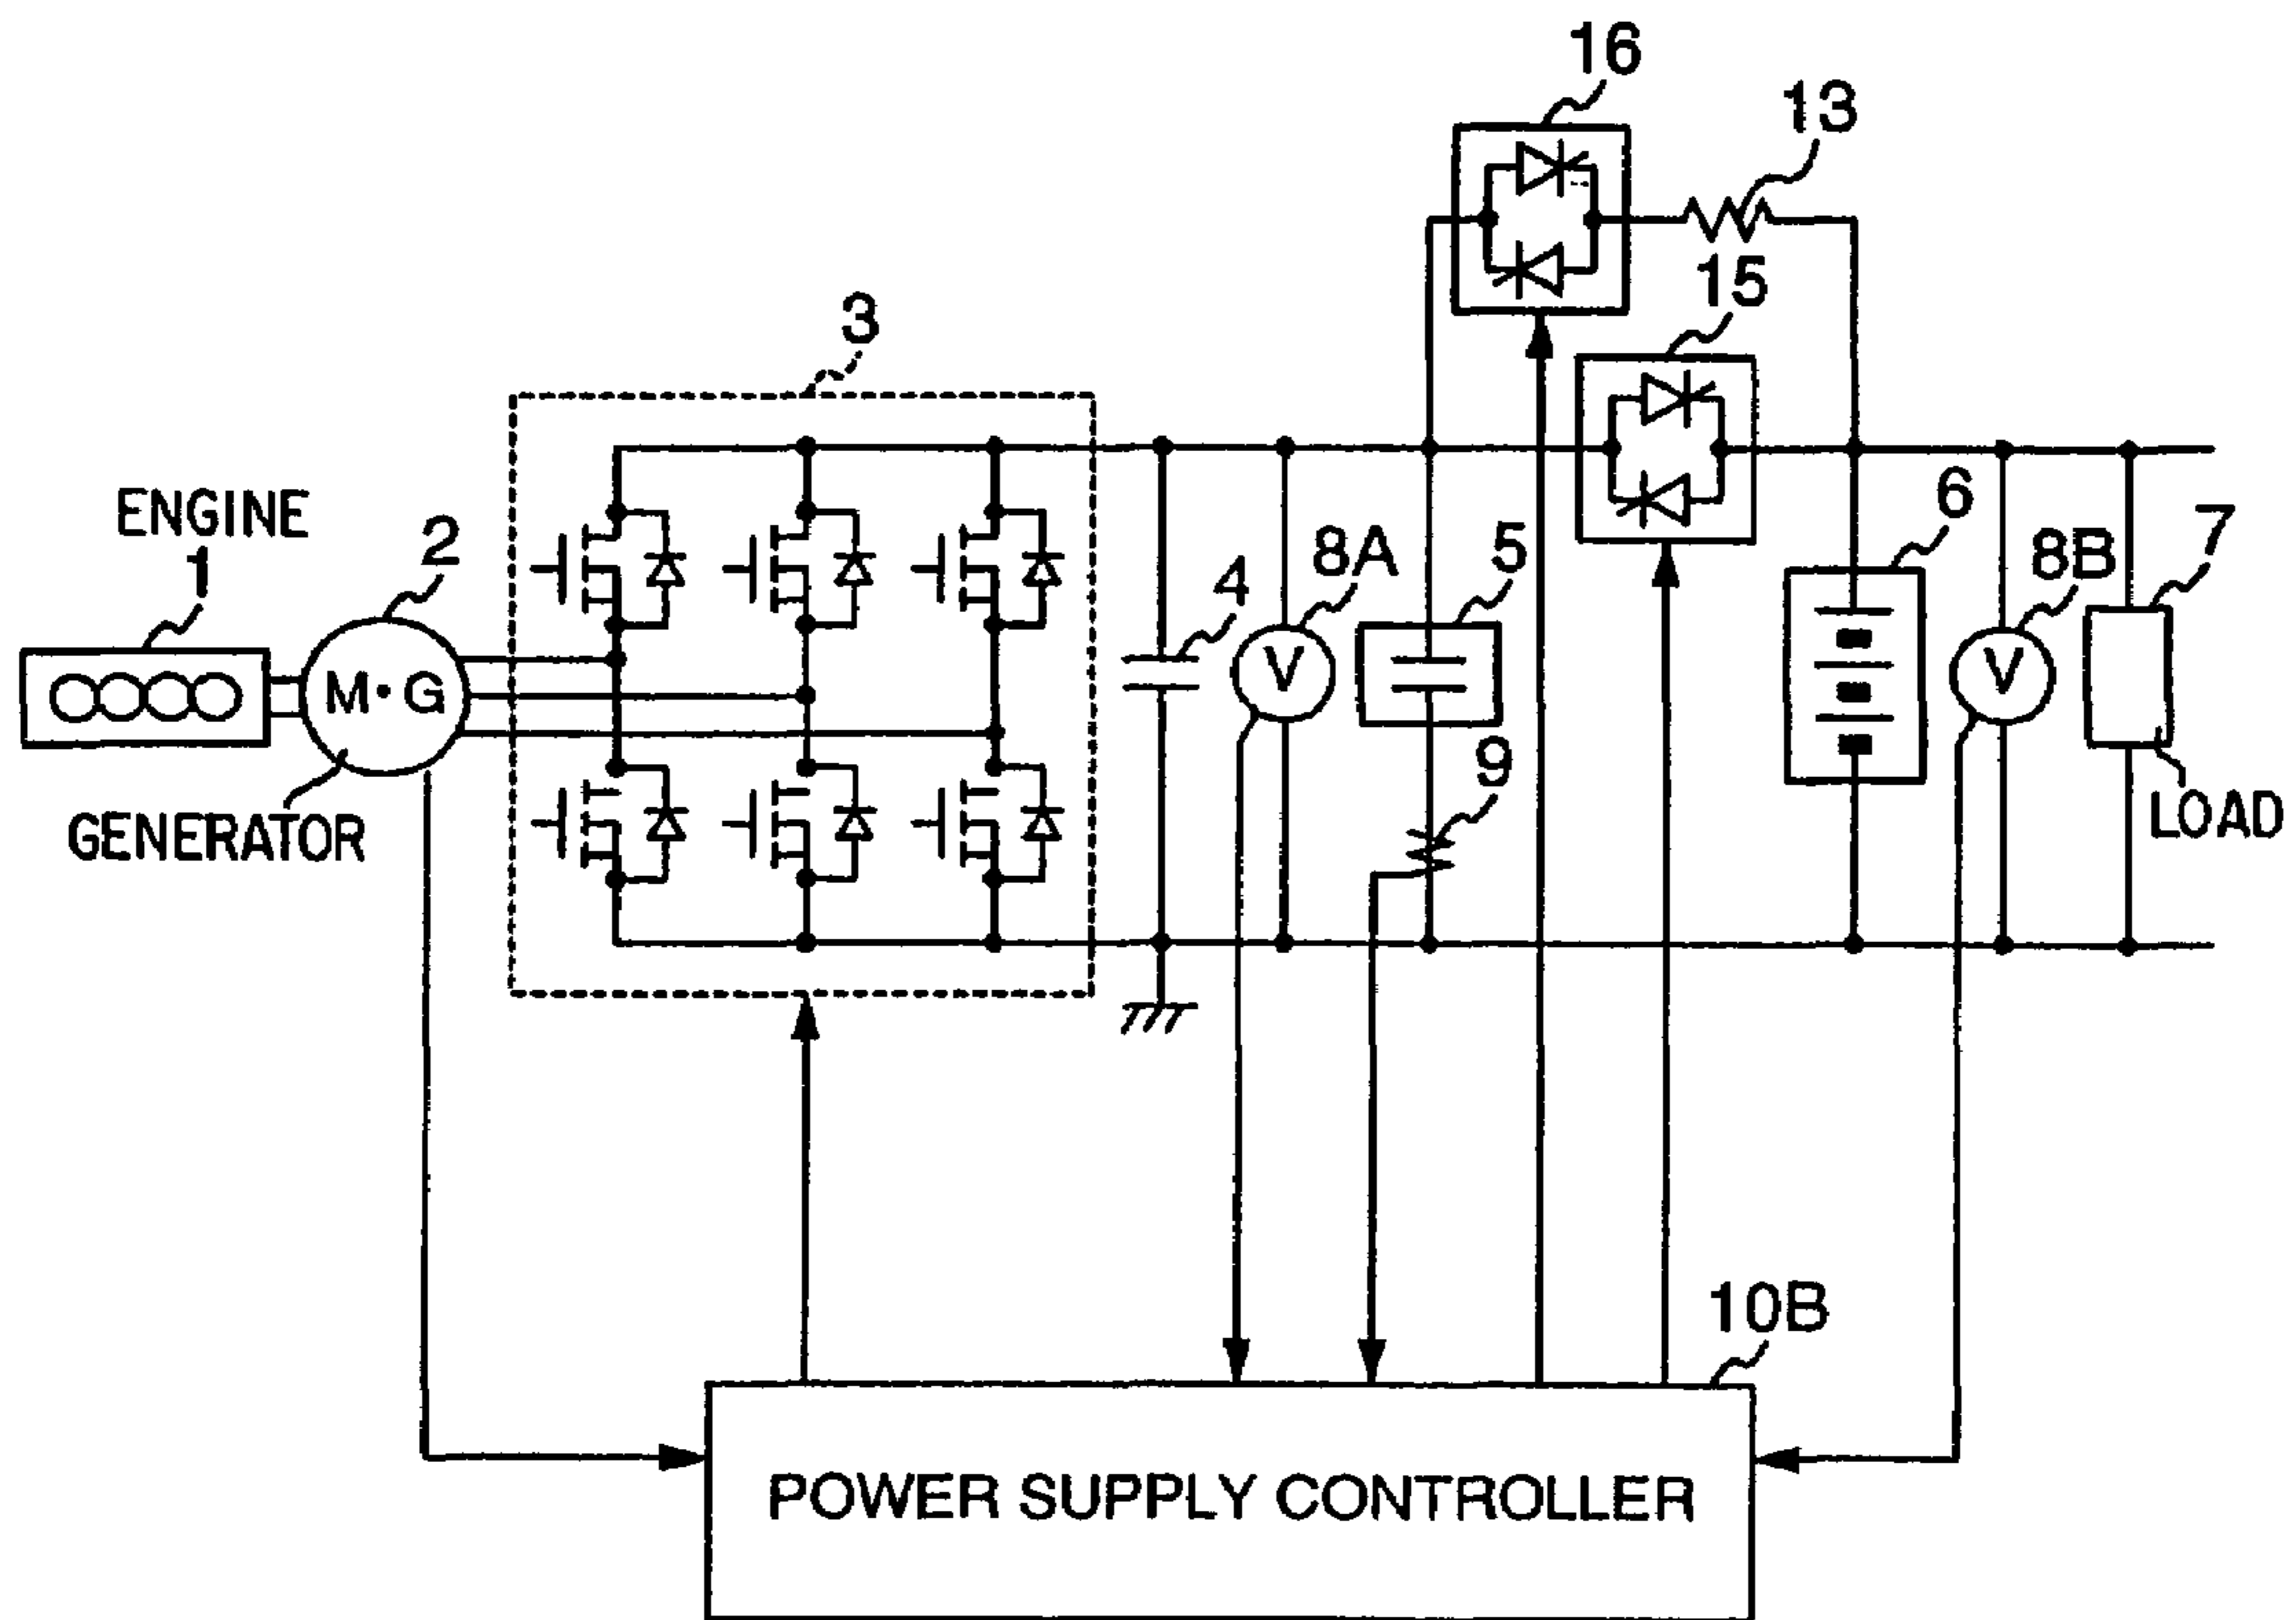 16
13
15
3
ENGINE
1
2
4
8A
5
6
8B
7
M·G
V
V
9
GENERATOR
LOAD
10B
POWER SUPPLY CONTROLLER